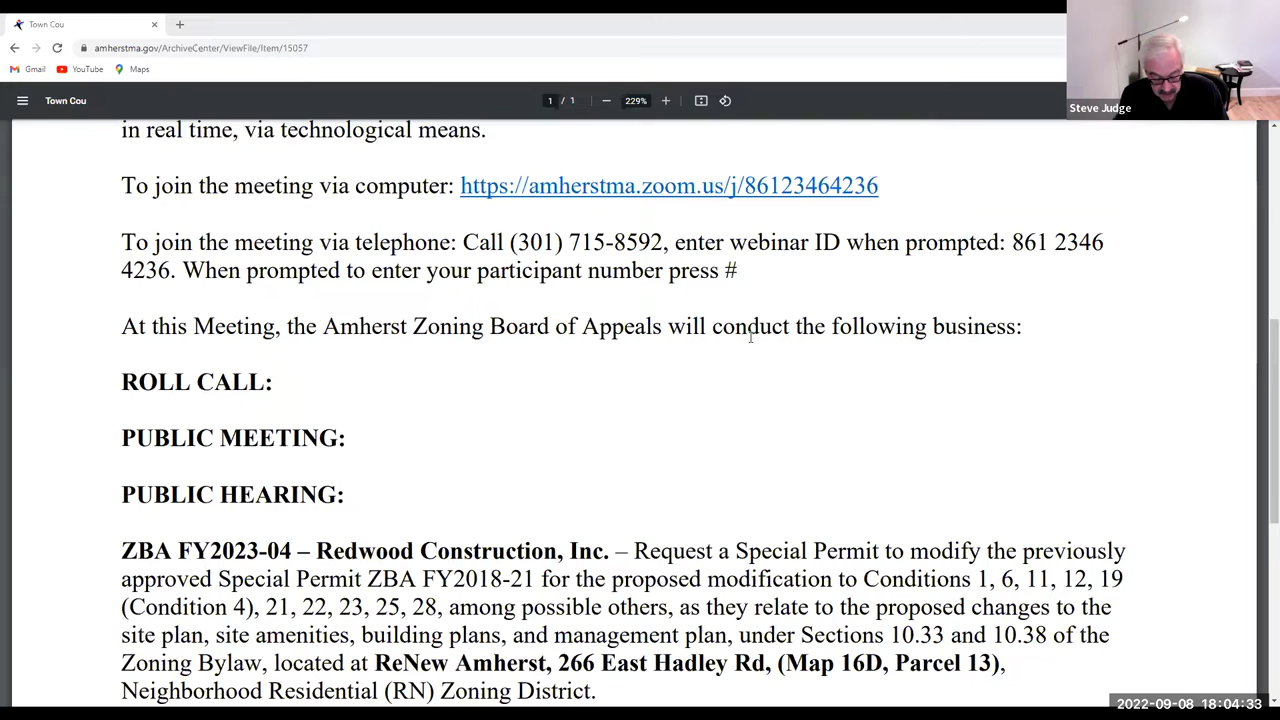 Town Cou
amherstma.gov/ArchiveCenter/ViewFile/Item/15057
Gmail YouTube Maps
Town Cou 1 / 1 229%
Steve Judge
in real time, via technological means.
To join the meeting via computer: https://amherstma.zoom.us/j/86123464236
To join the meeting via telephone: Call (301) 715-8592, enter webinar ID when prompted: 861 2346
4236. When prompted to enter your participant number press #
At this Meeting, the Amherst Zoning Board of Appeals will conduct the following business:
ROLL CALL:
PUBLIC MEETING:
PUBLIC HEARING:
ZBA FY2023-04 – Redwood Construction, Inc. – Request a Special Permit to modify the previously
approved Special Permit ZBA FY2018-21 for the proposed modification to Conditions 1, 6, 11, 12, 19
(Condition 4), 21, 22, 23, 25, 28, among possible others, as they relate to the proposed changes to the
site plan, site amenities, building plans, and management plan, under Sections 10.33 and 10.38 of the
Zoning Bylaw, located at ReNew Amherst, 266 East Hadley Rd, (Map 16D, Parcel 13),
Neighborhood Residential (RN) Zoning District.
2022-09-08 18:04:33